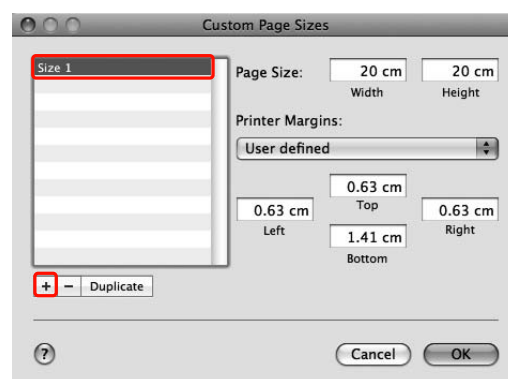 Custom Page Sizes
Size 1
Page Size:
20 cm
20 cm
Width
Height
Printer Margins:
User defined
0.63 cm
Top
0.63 cm
0.63 cm
Left
Right
1.41 cm
Bottom
+ − Duplicate
?
Cancel
OK